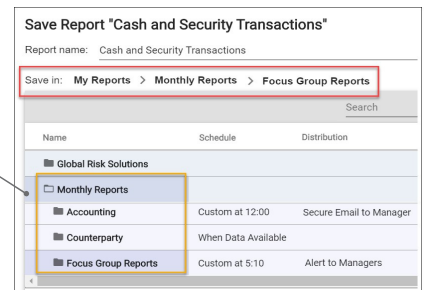 Save Report "Cash and Security Transactions"
Report name: Cash and Security Transactions
Save in: My Reports > Monthly Reports > Focus Group Reports
Search
Name Schedule Distribution
Global Risk Solutions
Monthly Reports
Accounting Custom at 12:00 Secure Email to Manager
Counterparty When Data Available
Focus Group Reports Custom at 5:10 Alert to Managers